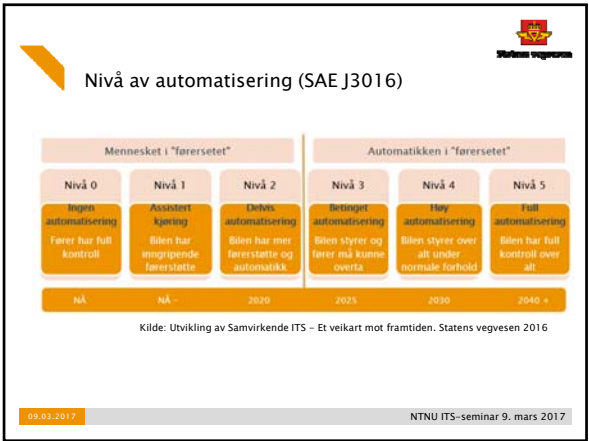 Statens vegvesen
Nivå av automatisering (SAE J3016)
Mennesket i "førersetet"
Automatikken i "førersetet"
Nivå 0
Nivå 1
Nivå 2
Nivå 3
Nivå 4
Nivå 5
Ingen
automatisering
Assistert
kjøring
Delvis
automatisering
Betinget
automatisering
Høy
automatisering
Full
automatisering
Fører har full
kontroll
Bilen har
inngripende
førerstøtte
Bilen har mer
førerstøtte og
automatikk
Bilen styrer og
fører må kunne
overta
Bilen styrer over
alt under
normale forhold
Bilen har full
kontroll over
alt
NÅ
NÅ -
2020
2025
2030
2040 +
Kilde: Utvikling av Samvirkende ITS – Et veikart mot framtiden. Statens vegvesen 2016
09.03.2017
NTNU ITS-seminar 9. mars 2017